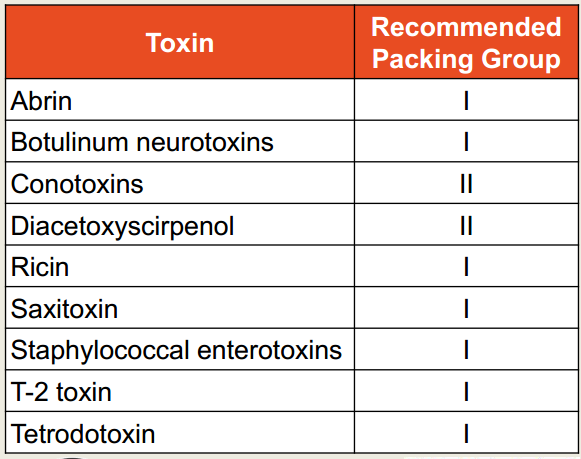 Toxin Recommended
Packing Group
Abrin I
Botulinum neurotoxins I
Conotoxins II
Diacetoxyscirpenol II
Ricin I
Saxitoxin I
Staphylococcal enterotoxins I
T-2 toxin I
Tetrodotoxin I